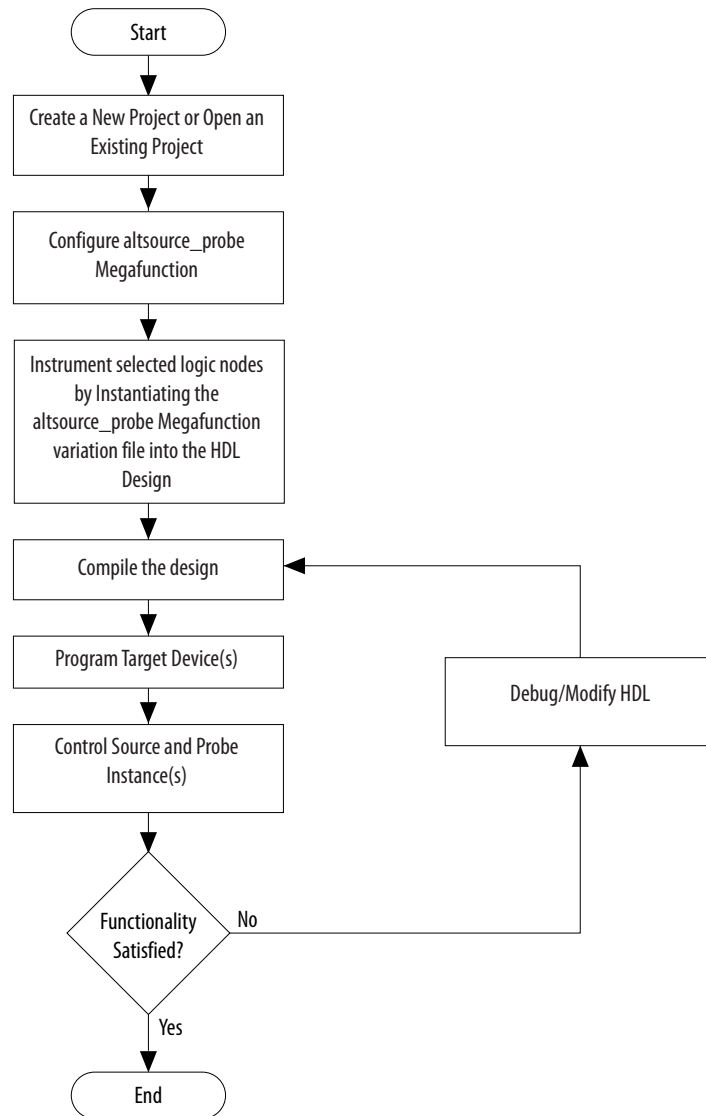 Start
Create a New Project or Open an
Existing Project
Configure altsource_probe
Megafunction
Instrument selected logic nodes
by Instantiating the
altsource_probe Megafunction
variation file into the HDL
Design
Compile the design
Program Target Device(s)
Debug/Modify HDL
Control Source and Probe
Instance(s)
Functionality
Satisfied?
No
Yes
End